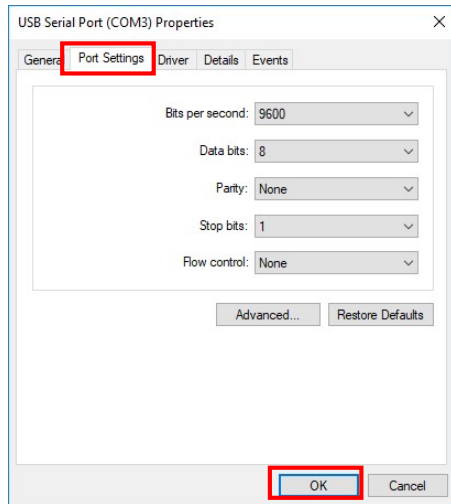 USB Serial Port (COM3) Properties
General Port Settings Driver Details Events
Bits per second: 9600
Data bits: 8
Parity: None
Stop bits: 1
Flow control: None
Advanced... Restore Defaults
OK Cancel